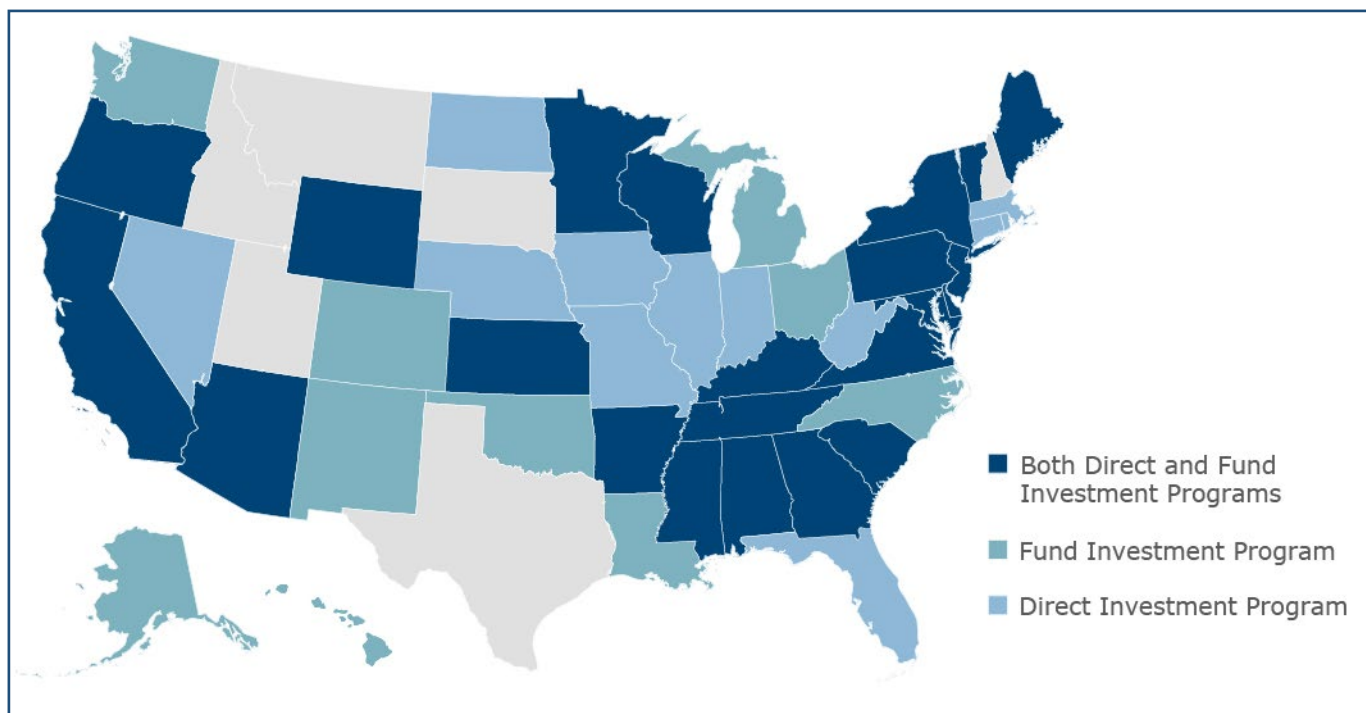 Both Direct and Fund
Investment Programs
Fund Investment Program
Direct Investment Program